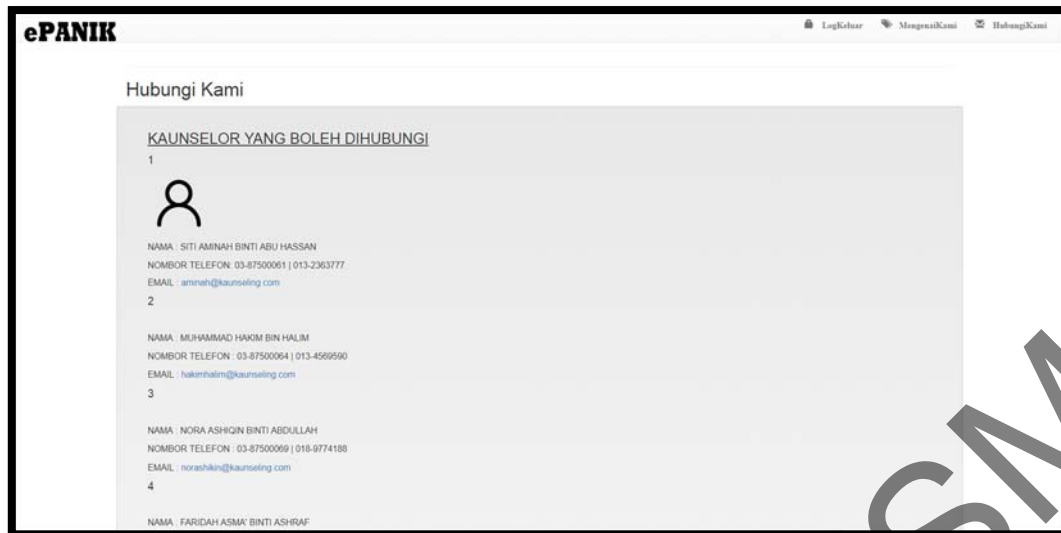 ePANIK
LogKeluar MengenaiKami HubungiKami
Hubungi Kami
KAUNSELOR YANG BOLEH DIHUBUNGI
1
NAMA : SITI AMINAH BINTI ABU HASSAN
NOMBOR TELEFON: 03-87500061 | 013-2363777
EMAIL : aminah@kaunseling.com
2
NAMA : MUHAMMAD HAKIM BIN HALIM
NOMBOR TELEFON : 03-87500064 | 013-4569590
EMAIL : hakimhalim@kaunseling.com
3
NAMA : NORA ASHIQIN BINTI ABDULLAH
NOMBOR TELEFON : 03-87500069 | 018-9774188
EMAIL : norashikin@kaunseling.com
4
NAMA : FARIDAH ASMA' BINTI ASHRAF
SM